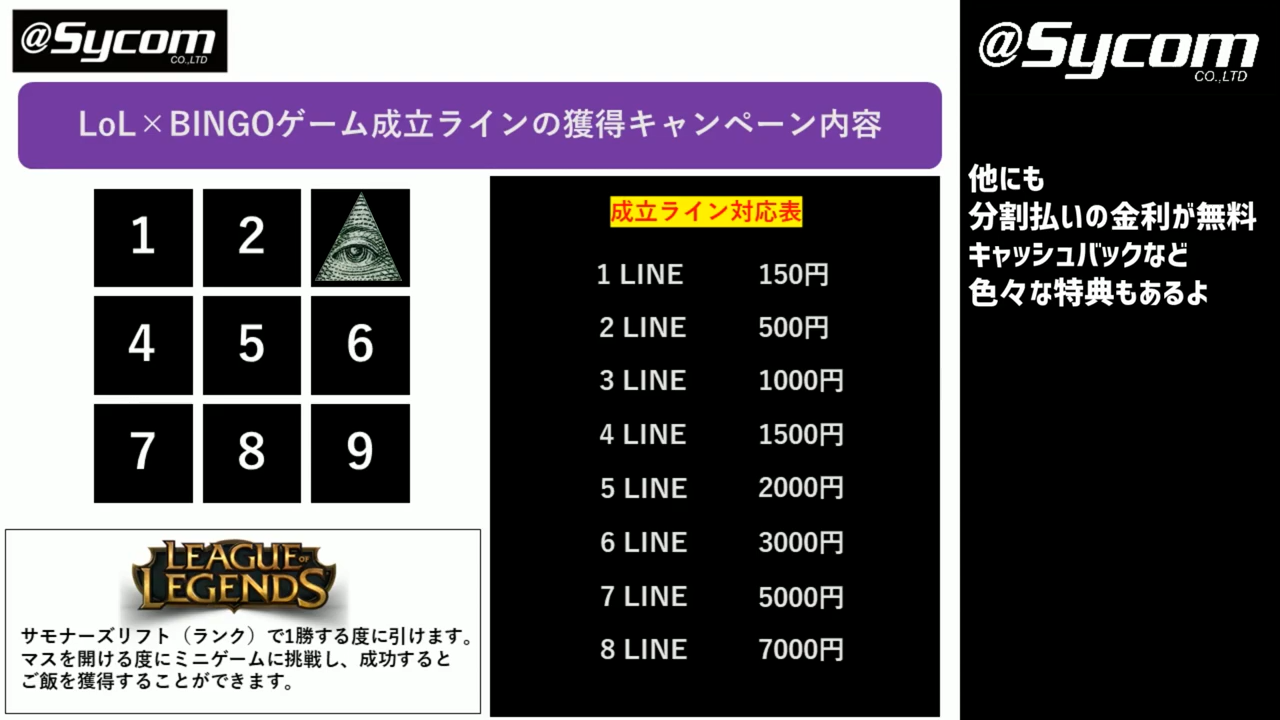 @Sycom
CO.,LTD
LoL×BINGOゲーム成立ラインの獲得キャンペーン内容
1 2
4 5 6
7 8 9
LEAGUE OF
LEGENDS
サモナーズリフト（ランク）で1勝する度に引けます。
マスを開ける度にミニゲームに挑戦し、成功すると
ご飯を獲得することができます。
成立ライン対応表
1 LINE 150円
2 LINE 500円
3 LINE 1000円
4 LINE 1500円
5 LINE 2000円
6 LINE 3000円
7 LINE 5000円
8 LINE 7000円
@Sycom
CO.,LTD
他にも
分割払いの金利が無料
キャッシュバックなど
色々な特典もあるよ